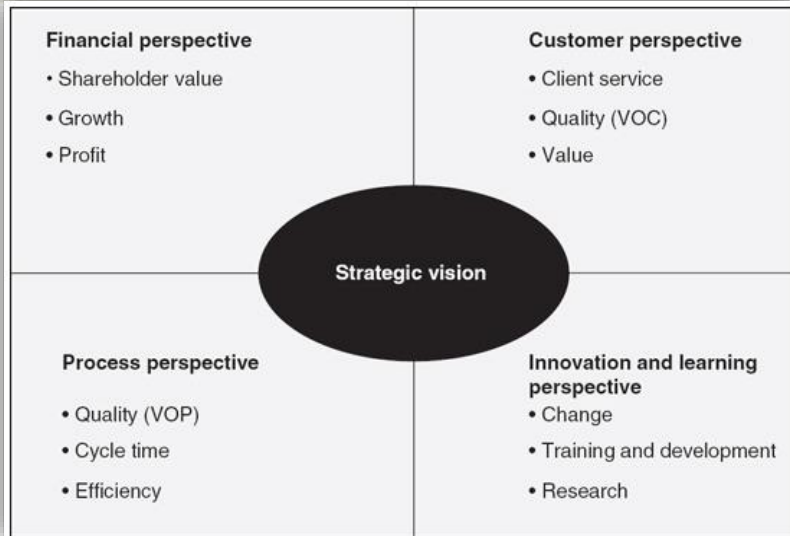 Financial perspective
• Shareholder value
• Growth
• Profit
Customer perspective
• Client service
• Quality (VOC)
• Value
Strategic vision
Process perspective
• Quality (VOP)
• Cycle time
• Efficiency
Innovation and learning
perspective
• Change
• Training and development
• Research